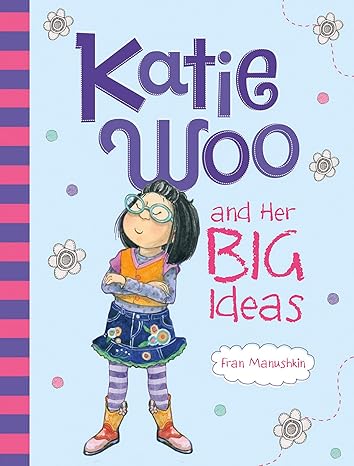 Katie
Woo
and Her
BIG
Ideas
Fran Manushkin